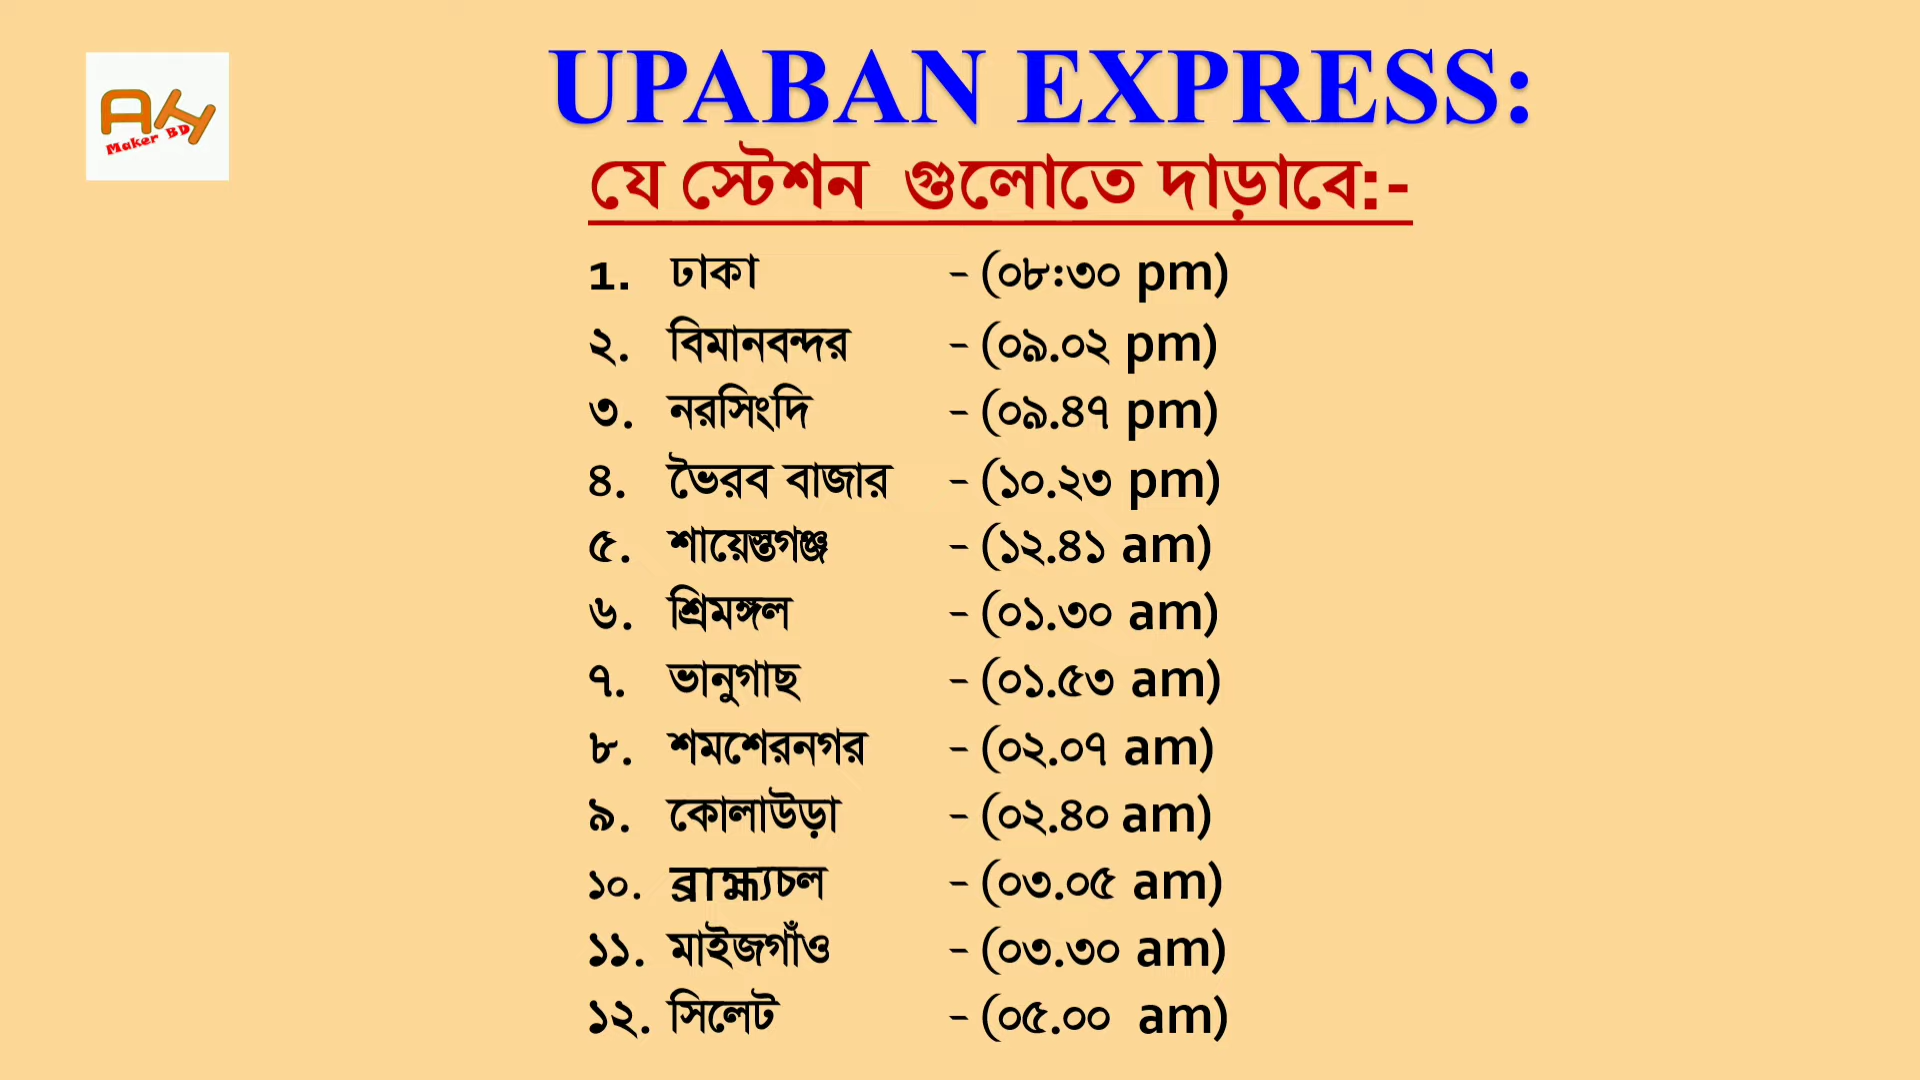 AH
Maker BD
UPABAN EXPRESS:
যে স্টেশন গুলোতে দাড়াবে:-
1. ঢাকা - (০৮:৩০ pm)
২. বিমানবন্দর - (০৯.০২ pm)
৩. নরসিংদি - (০৯.৪৭ pm)
৪. ভৈরব বাজার - (১০.২৩ pm)
৫. শায়েস্তগঞ্জ - (১২.৪১ am)
৬. শ্রিমঙ্গল - (০১.৩০ am)
৭. ভানুগাছ - (০১.৫৩ am)
৮. শমশেরনগর - (০২.০৭ am)
৯. কোলাউড়া - (০২.৪০ am)
১০. ব্রাহ্ম্যচল - (০৩.০৫ am)
১১. মাইজগাঁও - (০৩.৩০ am)
১২. সিলেট - (০৫.০০ am)